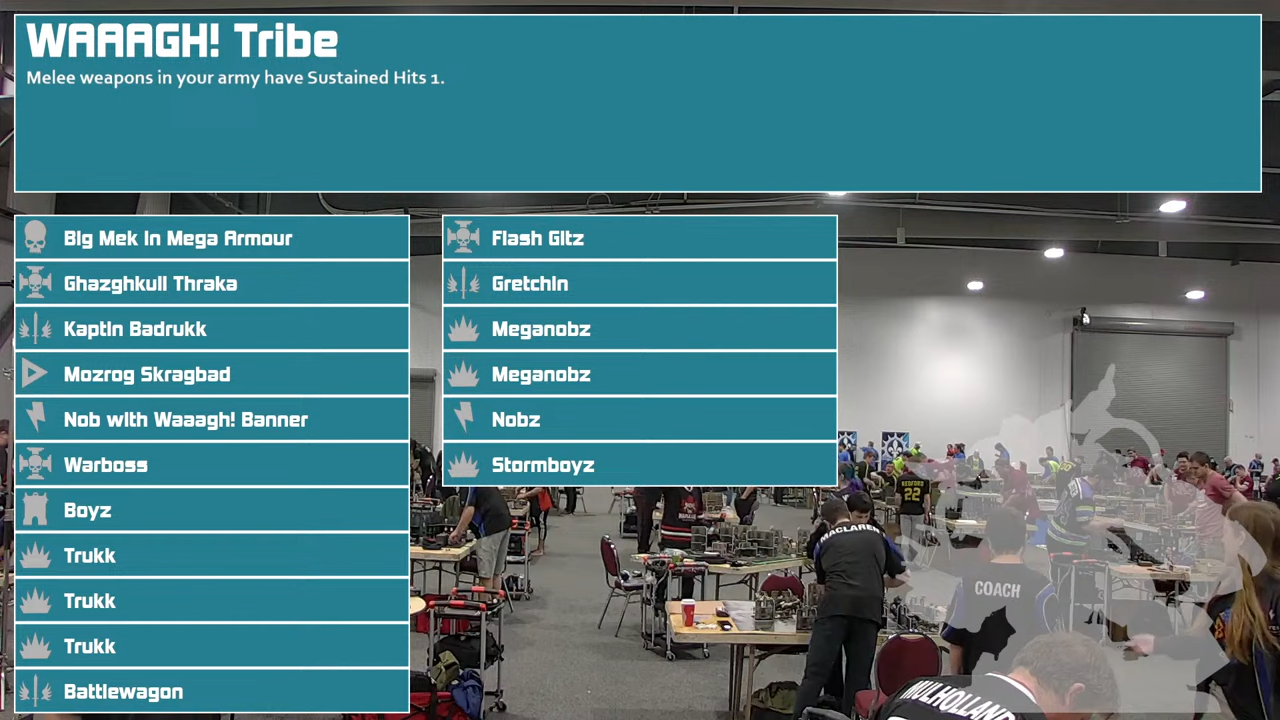 WAAAGH! Tribe
Melee weapons in your army have Sustained Hits 1.
Big Mek in Mega Armour
Ghazghkull Thraka
Kaptin Badrukk
Mozrog Skragbad
Nob with Waaagh! Banner
Warboss
Boyz
Trukk
Trukk
Trukk
Battlewagon
Flash Gitz
Gretchin
Meganobz
Meganobz
Nobz
Stormboyz
REDFORD
22
MACLAREN
COACH
MULHOLLAND